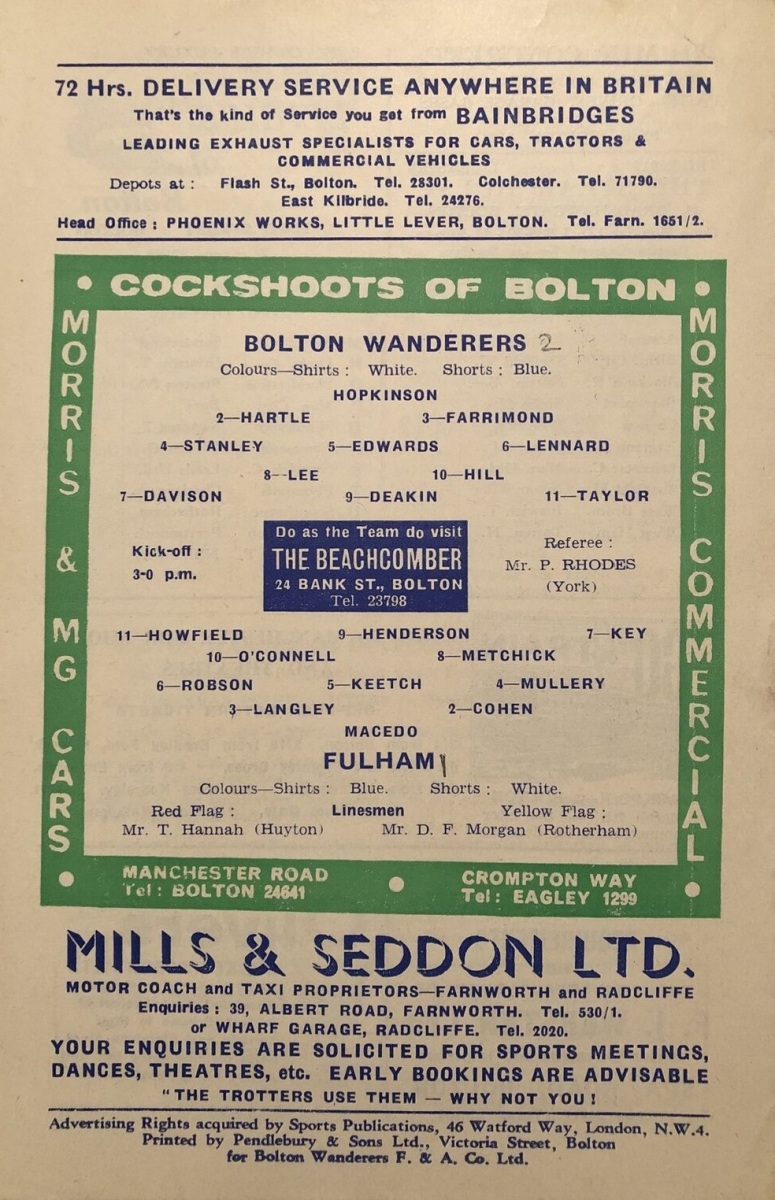 72 Hrs. DELIVERY SERVICE ANYWHERE IN BRITAIN
That's the kind of Service you get from BAINBRIDGES
LEADING EXHAUST SPECIALISTS FOR CARS, TRACTORS &
COMMERCIAL VEHICLES
Depots at : Flash St., Bolton. Tel. 28301. Colchester. Tel. 71790.
East Kilbride. Tel. 24276.
Head Office : PHOENIX WORKS, LITTLE LEVER, BOLTON. Tel. Farn. 1651/2.
• COCKSHOOTS OF BOLTON •
MORRIS & MG CARS
MORRIS COMMERCIAL
BOLTON WANDERERS 2
Colours—Shirts : White. Shorts : Blue.
HOPKINSON
2—HARTLE 3—FARRIMOND
4—STANLEY 5—EDWARDS 6—LENNARD
8--LEE 10—HILL
7—DAVISON 9—DEAKIN 11—TAYLOR
Kick-off :
3-0 p.m.
Do as the Team do visit
THE BEACHCOMBER
24 BANK ST., BOLTON
Tel. 23798
Referee :
Mr. P. RHODES
(York)
11—HOWFIELD 9—HENDERSON 7—KEY
10—O'CONNELL 8—METCHICK
6—ROBSON 5—KEETCH 4—MULLERY
3—LANGLEY 2—COHEN
MACEDO
FULHAM 1
Colours—Shirts : Blue. Shorts : White.
Red Flag : Linesmen Yellow Flag :
Mr. T. Hannah (Huyton) Mr. D. F. Morgan (Rotherham)
• MANCHESTER ROAD • CROMPTON WAY •
Tel: BOLTON 24641 Tel: EAGLEY 1299
MILLS & SEDDON LTD.
MOTOR COACH and TAXI PROPRIETORS—FARNWORTH and RADCLIFFE
Enquiries : 39, ALBERT ROAD, FARNWORTH. Tel. 530/1.
or WHARF GARAGE, RADCLIFFE. Tel. 2020.
YOUR ENQUIRIES ARE SOLICITED FOR SPORTS MEETINGS,
DANCES, THEATRES, etc. EARLY BOOKINGS ARE ADVISABLE
"THE TROTTERS USE THEM — WHY NOT YOU !
Advertising Rights acquired by Sports Publications, 46 Watford Way, London, N.W.4.
Printed by Pendlebury & Sons Ltd., Victoria Street, Bolton
for Bolton Wanderers F. & A. Co. Ltd.